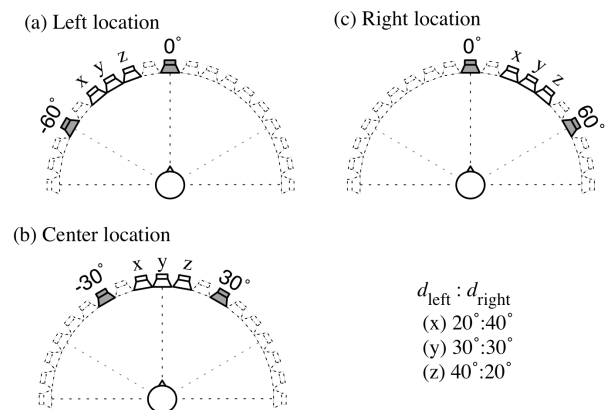 (a) Left location
0°
x y z
-60°
(c) Right location
0°
x y z
60°
(b) Center location
-30°
x y z
30°
d_left : d_right
(x) 20°:40°
(y) 30°:30°
(z) 40°:20°